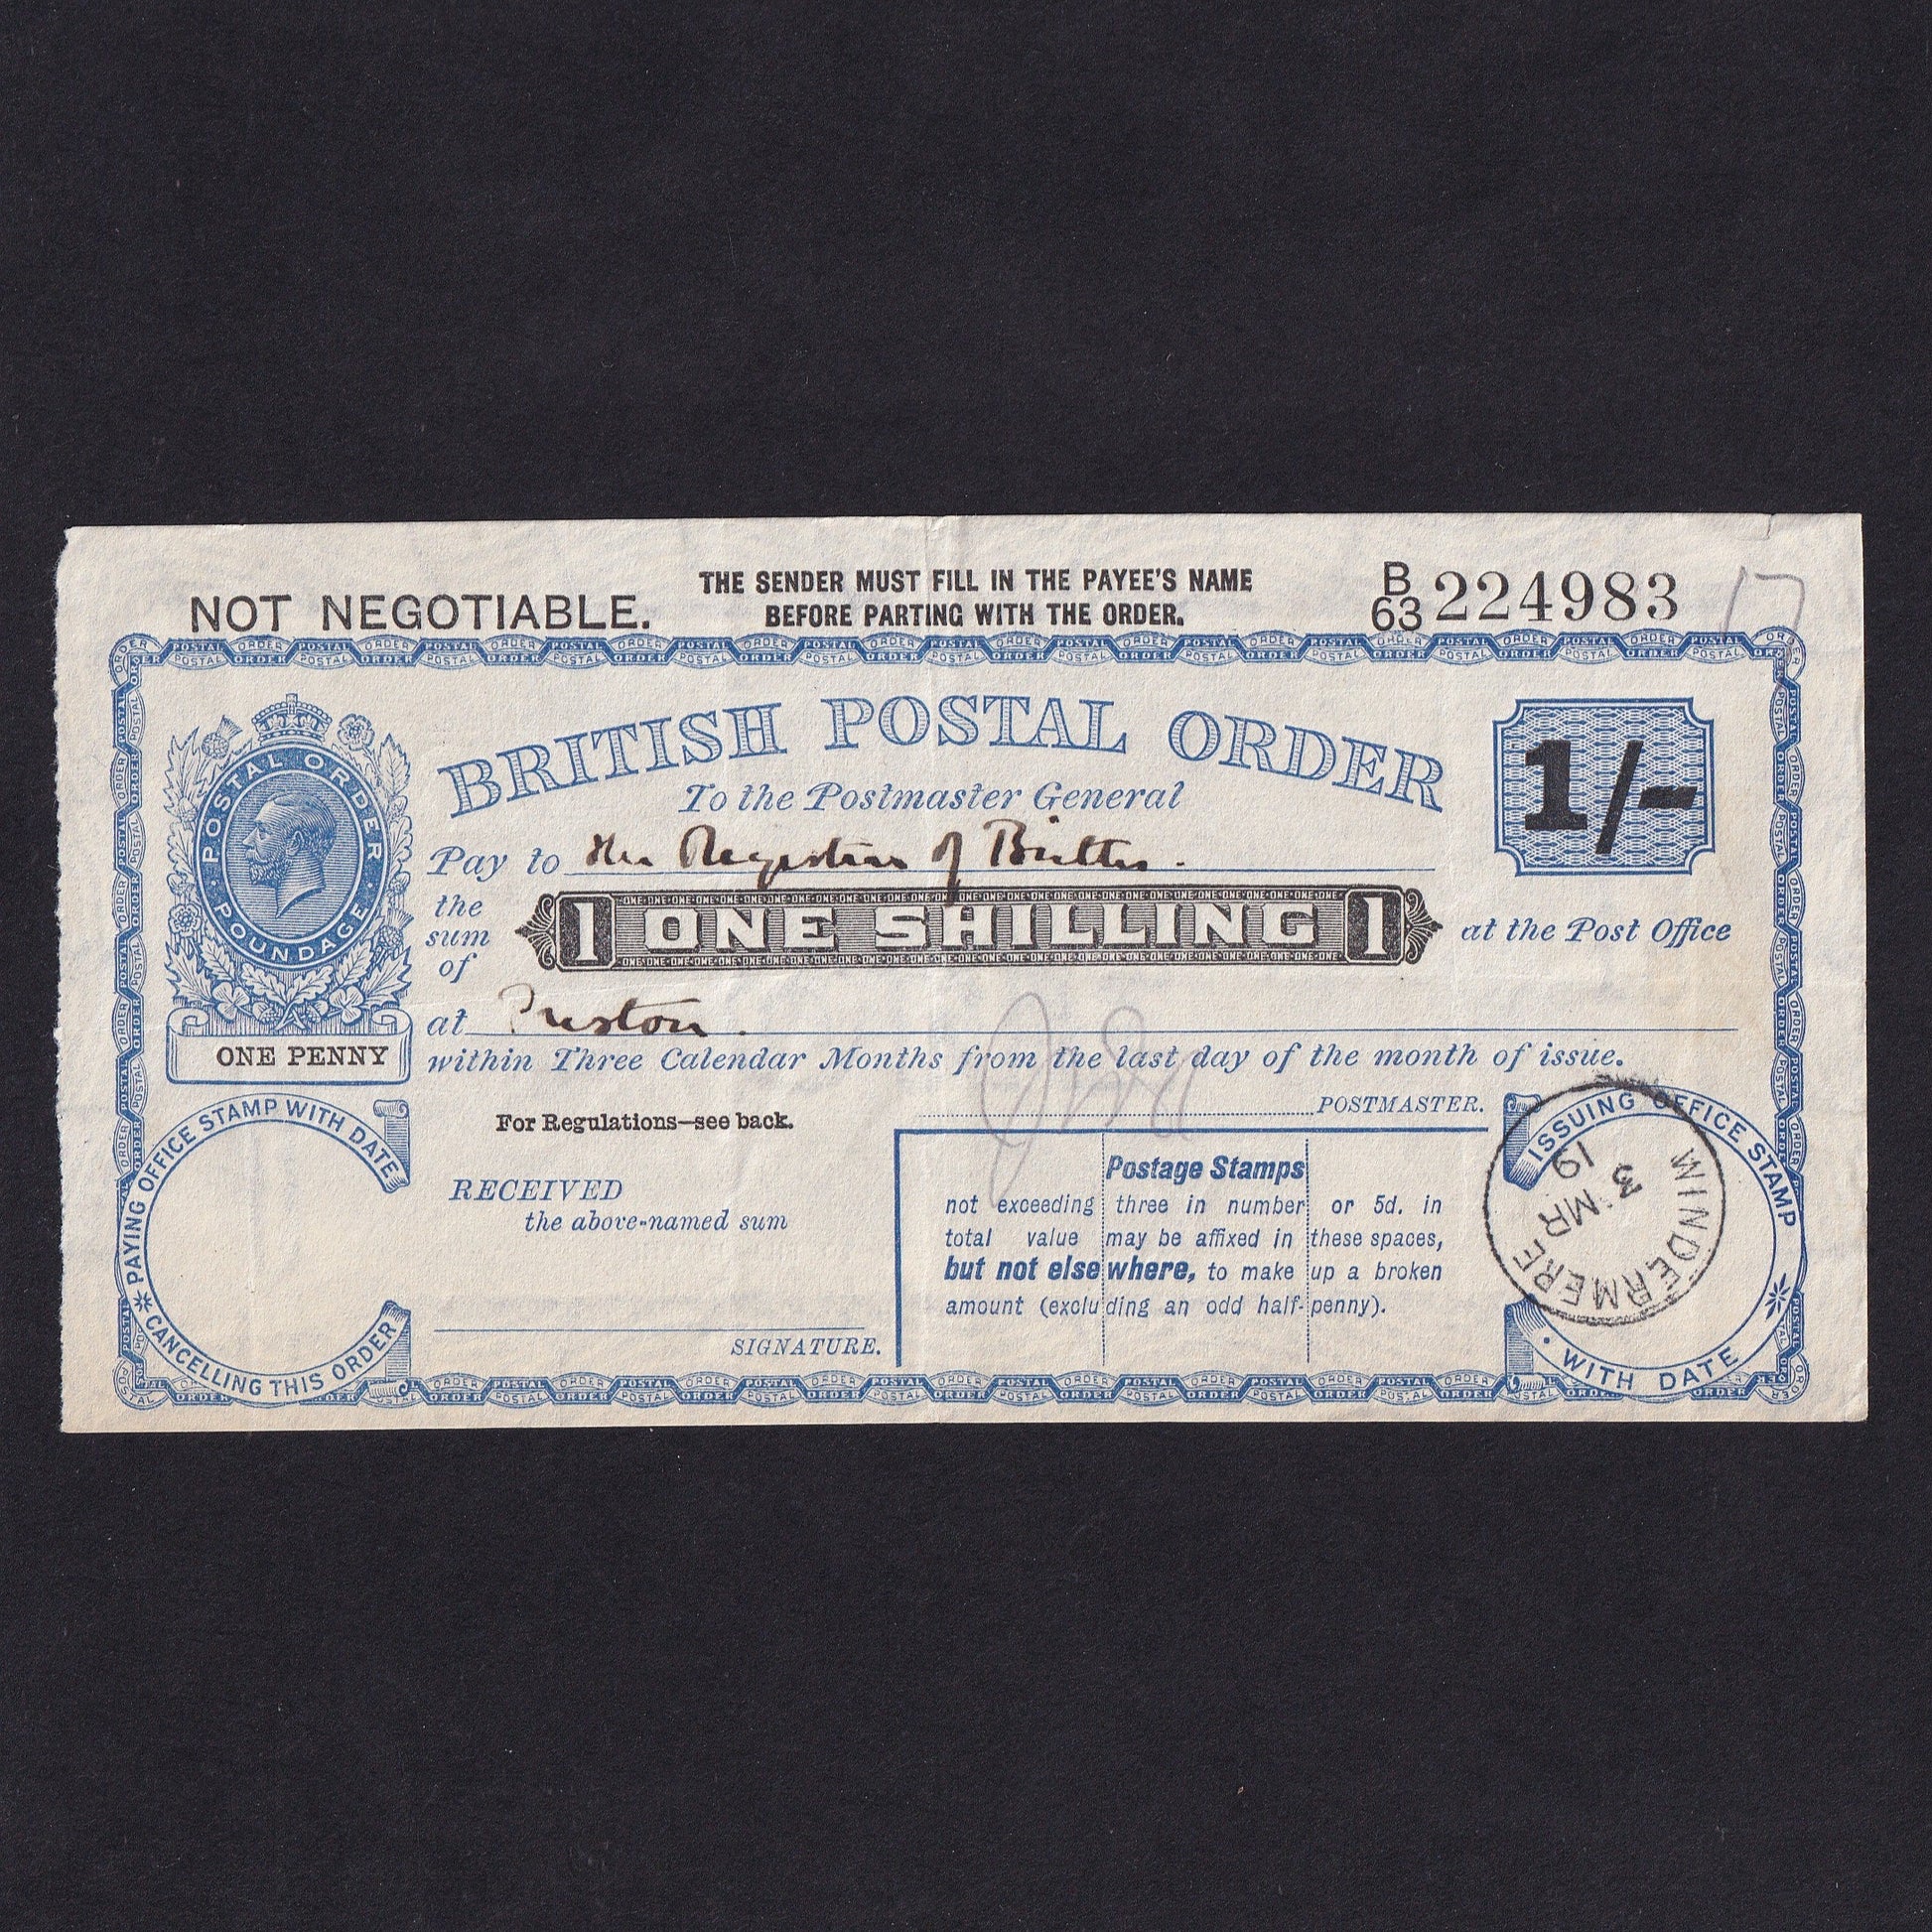 THE SENDER MUST FILL IN THE PAYEE'S NAME
BEFORE PARTING WITH THE ORDER.
NOT NEGOTIABLE.
B
63 224983
BRITISH POSTAL ORDER
To the Postmaster General
1/-
POSTAL ORDER
POUNDAGE
ONE PENNY
Pay to the Registrar of Births.
the
sum
of
1 ONE SHILLING 1
at the Post Office
at Preston.
within Three Calendar Months from the last day of the month of issue.
For Regulations—see back.
POSTMASTER.
PAYING OFFICE STAMP WITH DATE
CANCELLING THIS ORDER
RECEIVED
the above-named sum
SIGNATURE.
Postage Stamps
not exceeding three in number or 5d. in
total value may be affixed in these spaces,
but not elsewhere, to make up a broken
amount (excluding an odd half-penny).
ISSUING OFFICE STAMP
WITH DATE
WINDERMERE
3 MR
19